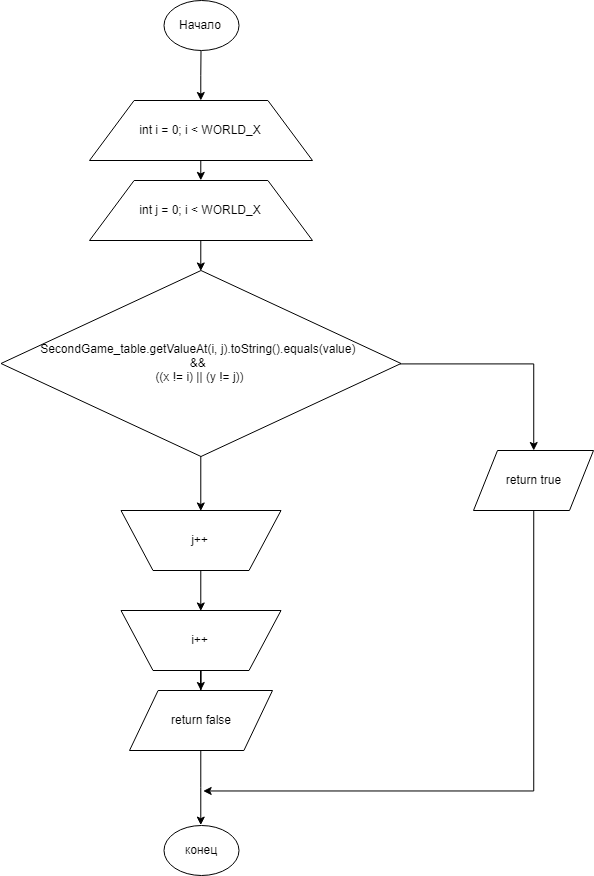 Начало
int i = 0; i < WORLD_X
int j = 0; i < WORLD_X
SecondGame_table.getValueAt(i, j).toString().equals(value)
&&
((x != i) || (y != j))
return true
j++
i++
return false
конец